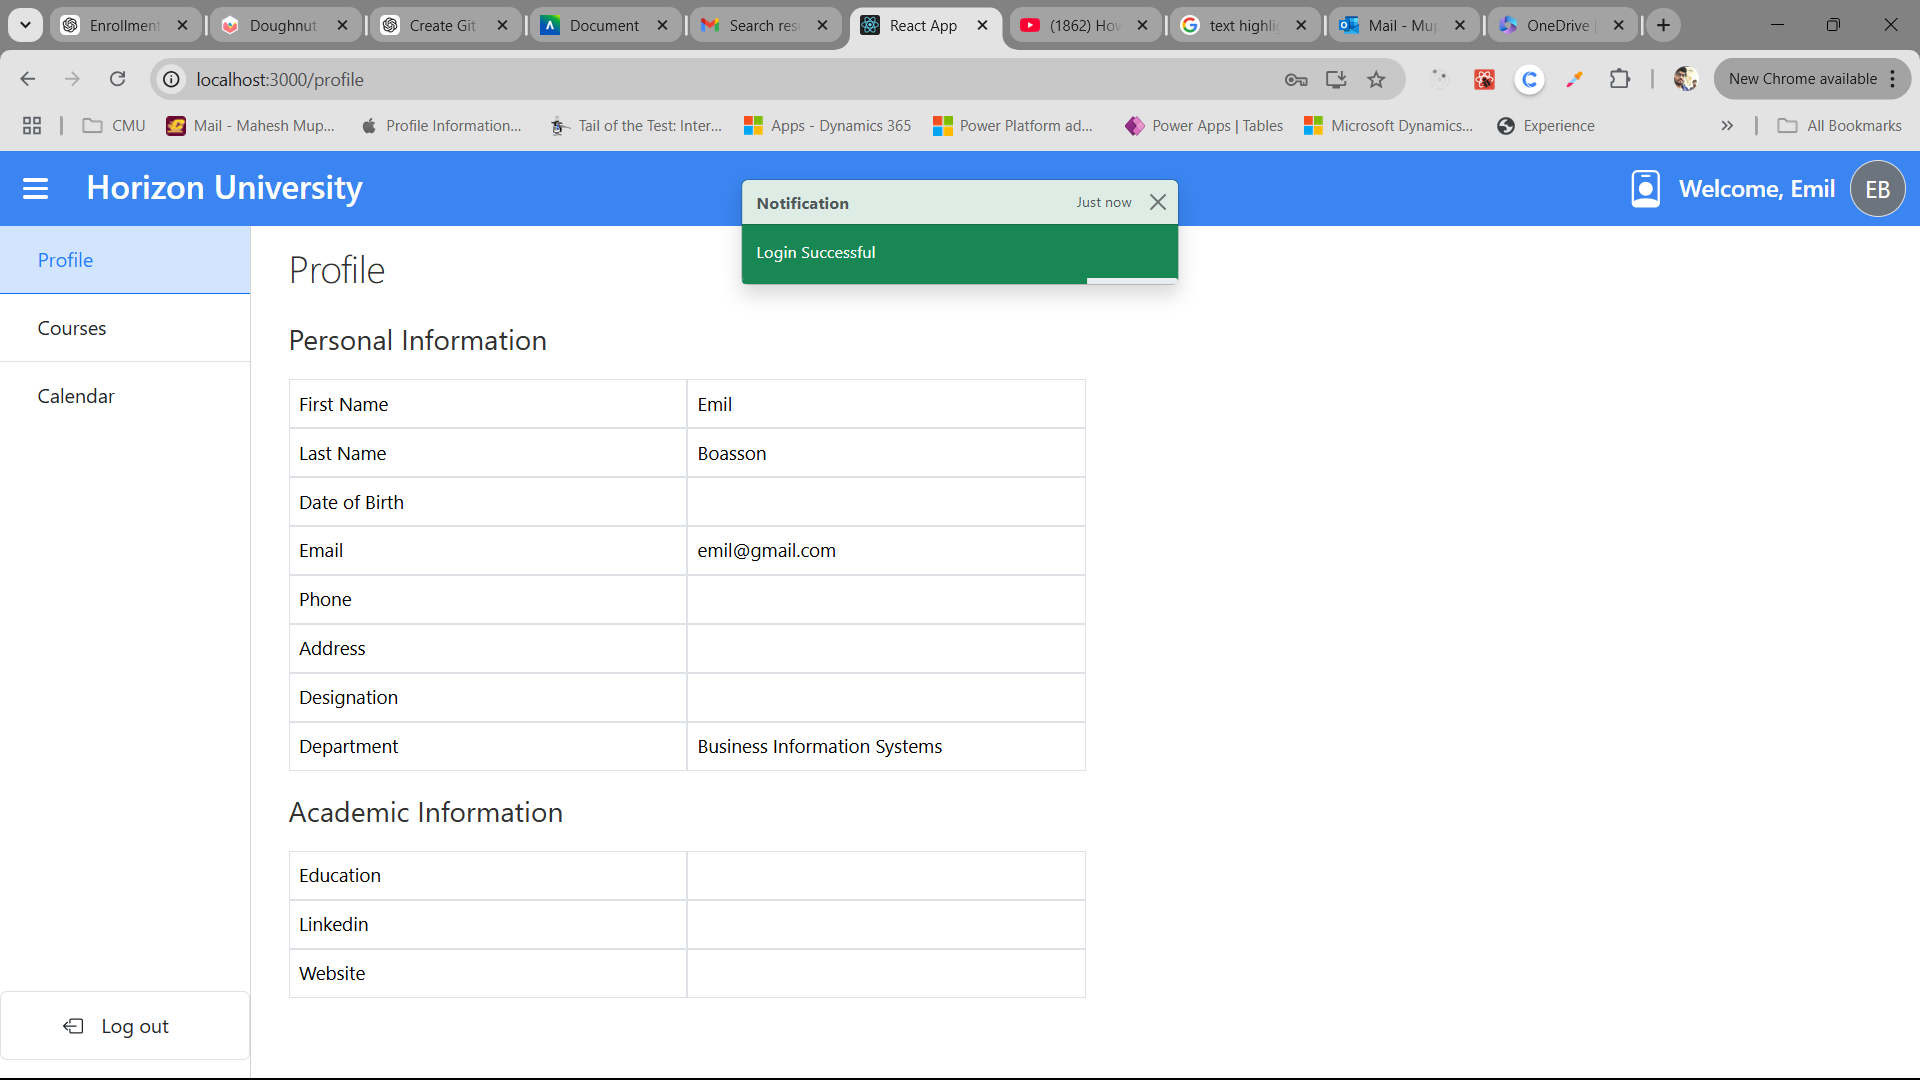 Enrollment
Doughnut
Create Git
Document
Search res
React App
(1862) Hov
text highlig
Mail - Mup
OneDrive |
localhost:3000/profile
New Chrome available
CMU
Mail - Mahesh Mup...
Profile Information...
Tail of the Test: Inter...
Apps - Dynamics 365
Power Platform ad...
Power Apps | Tables
Microsoft Dynamics...
Experience
All Bookmarks
Horizon University
Welcome, Emil
EB
Notification
Just now
Login Successful
Profile
Courses
Calendar
Log out
Profile
Personal Information
First Name Emil
Last Name Boasson
Date of Birth
Email emil@gmail.com
Phone
Address
Designation
Department Business Information Systems
Academic Information
Education
Linkedin
Website